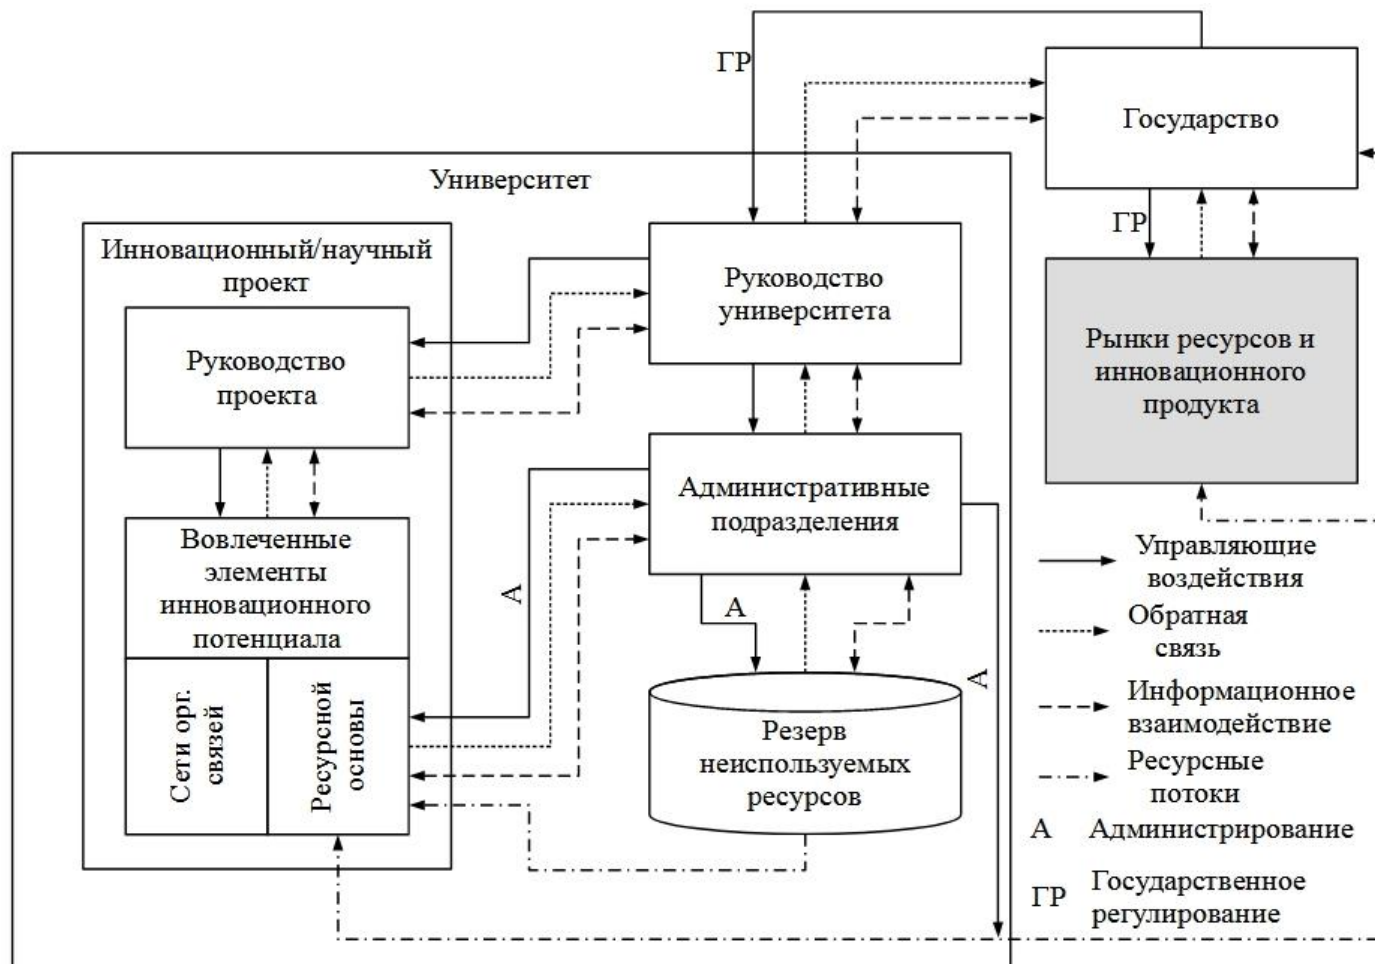 ГР
Государство
Университет
ГР
Инновационный/научный
проект
Руководство
университета
Рынки ресурсов и
инновационного
продукта
Руководство
проекта
Административные
подразделения
Вовлеченные
элементы
инновационного
потенциала
А
А
А
Сети орг.
связей
Ресурсной
основы
Резерв
неиспользуемых
ресурсов
Управляющие
воздействия
Обратная
связь
Информационное
взаимодействие
Ресурсные
потоки
А Администрирование
ГР Государственное
регулирование